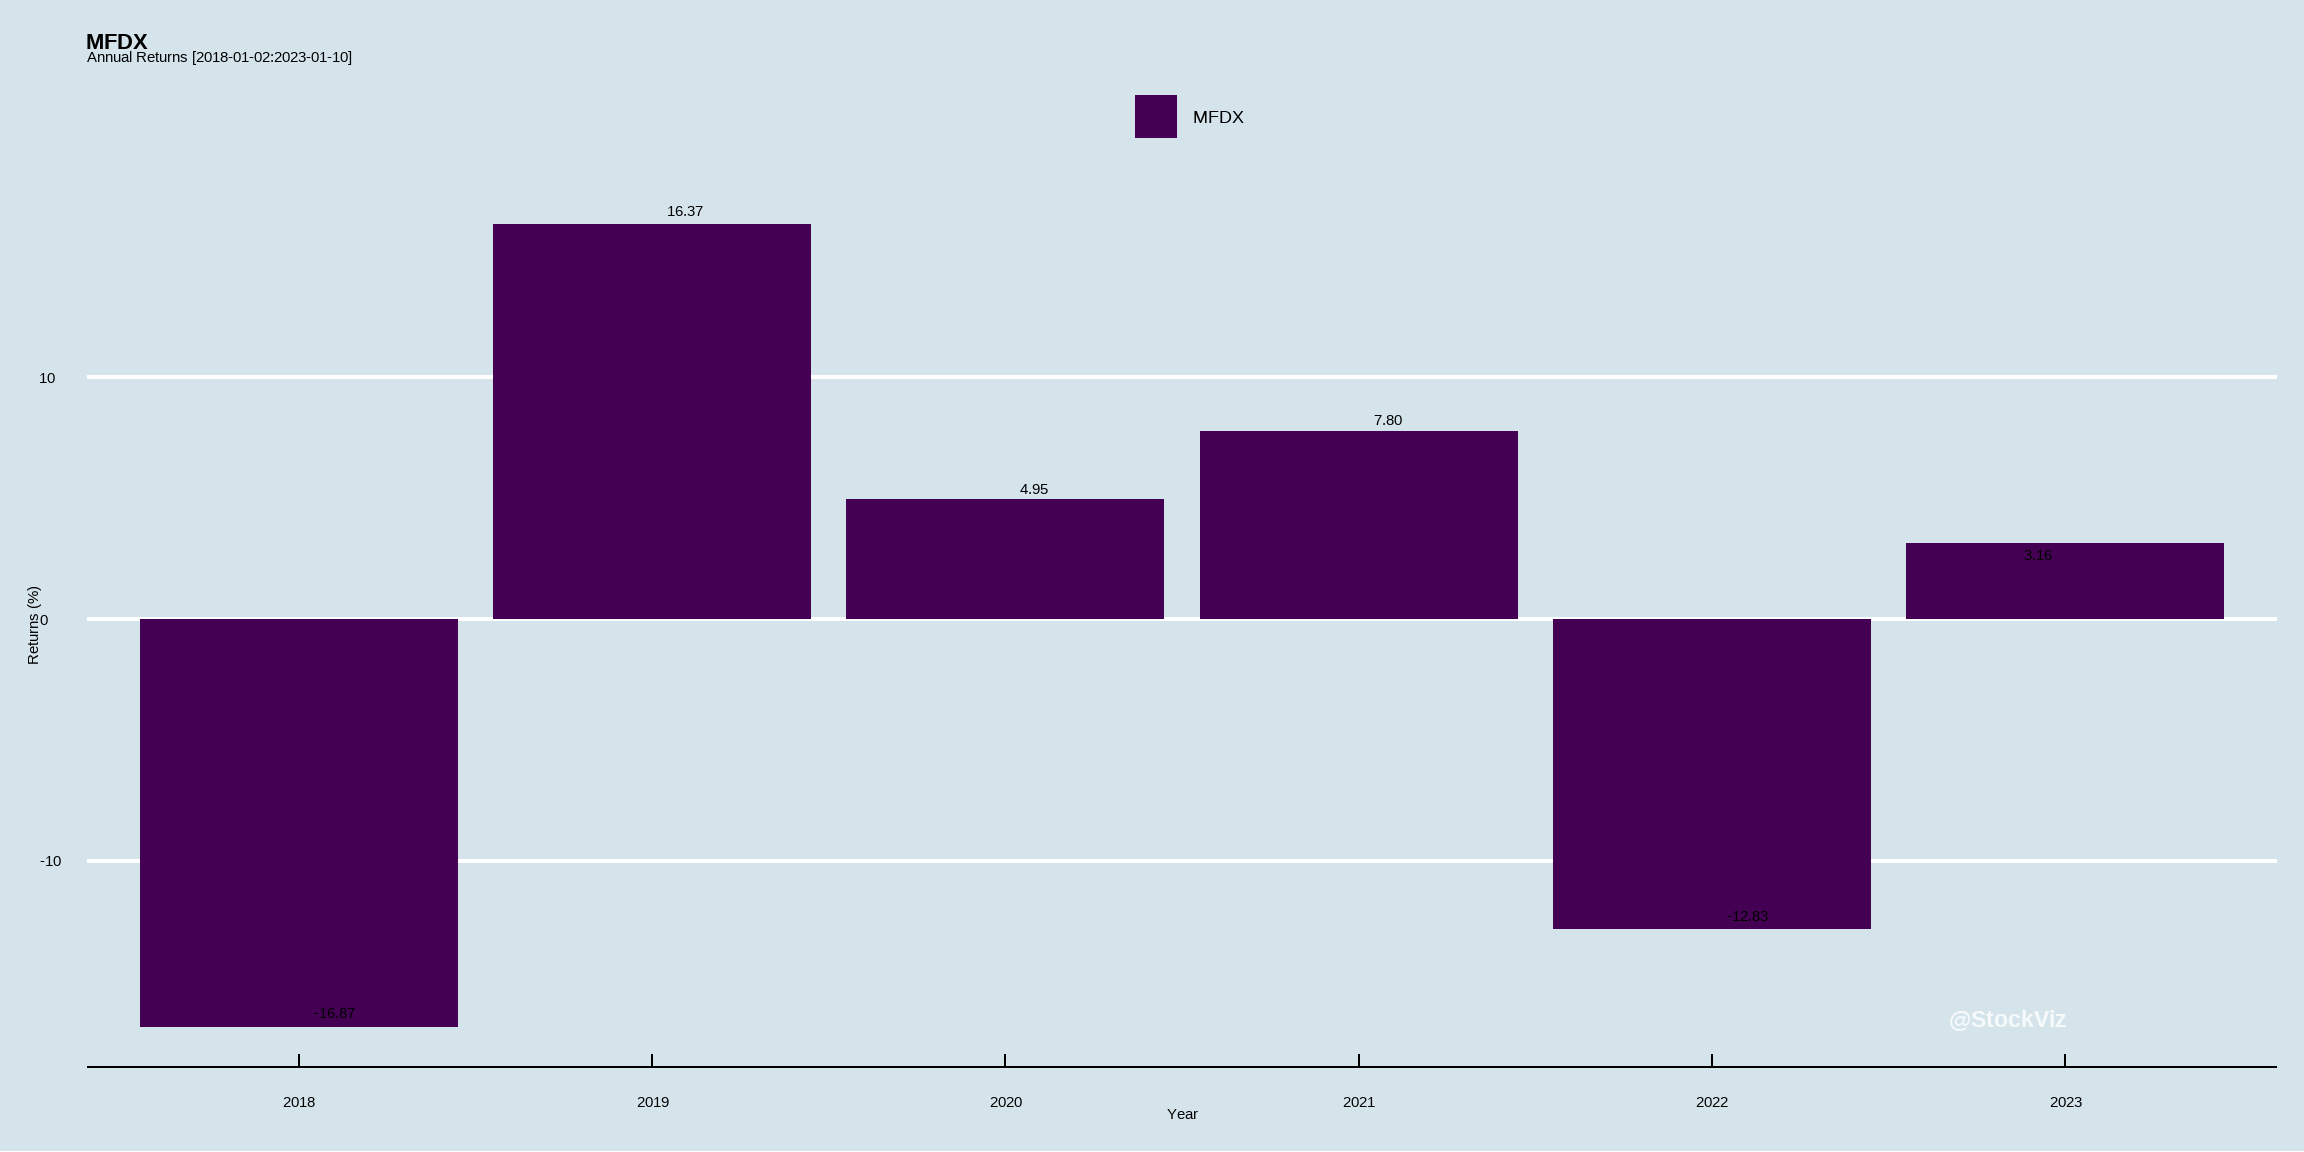 MFDX
Annual Returns [2018-01-02:2023-01-10]
MFDX
16.37
10
7.80
4.95
3.16
Returns (%)
0
-10
-12.83
-16.87
@StockViz
2018
2019
2020
2021
2022
2023
Year